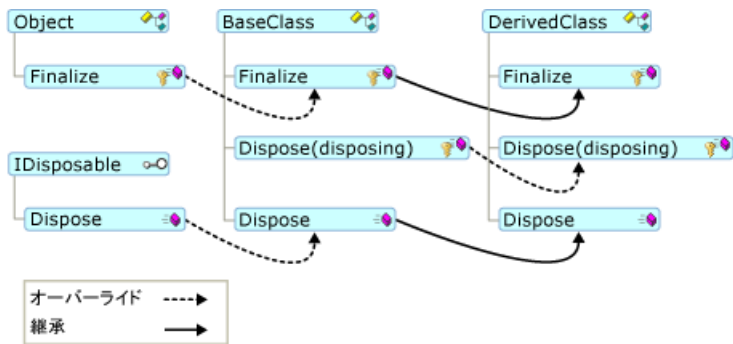 Object
BaseClass
DerivedClass
Finalize
Finalize
Finalize
Dispose(disposing)
Dispose(disposing)
IDisposable
Dispose
Dispose
Dispose
オーバーライド
継承